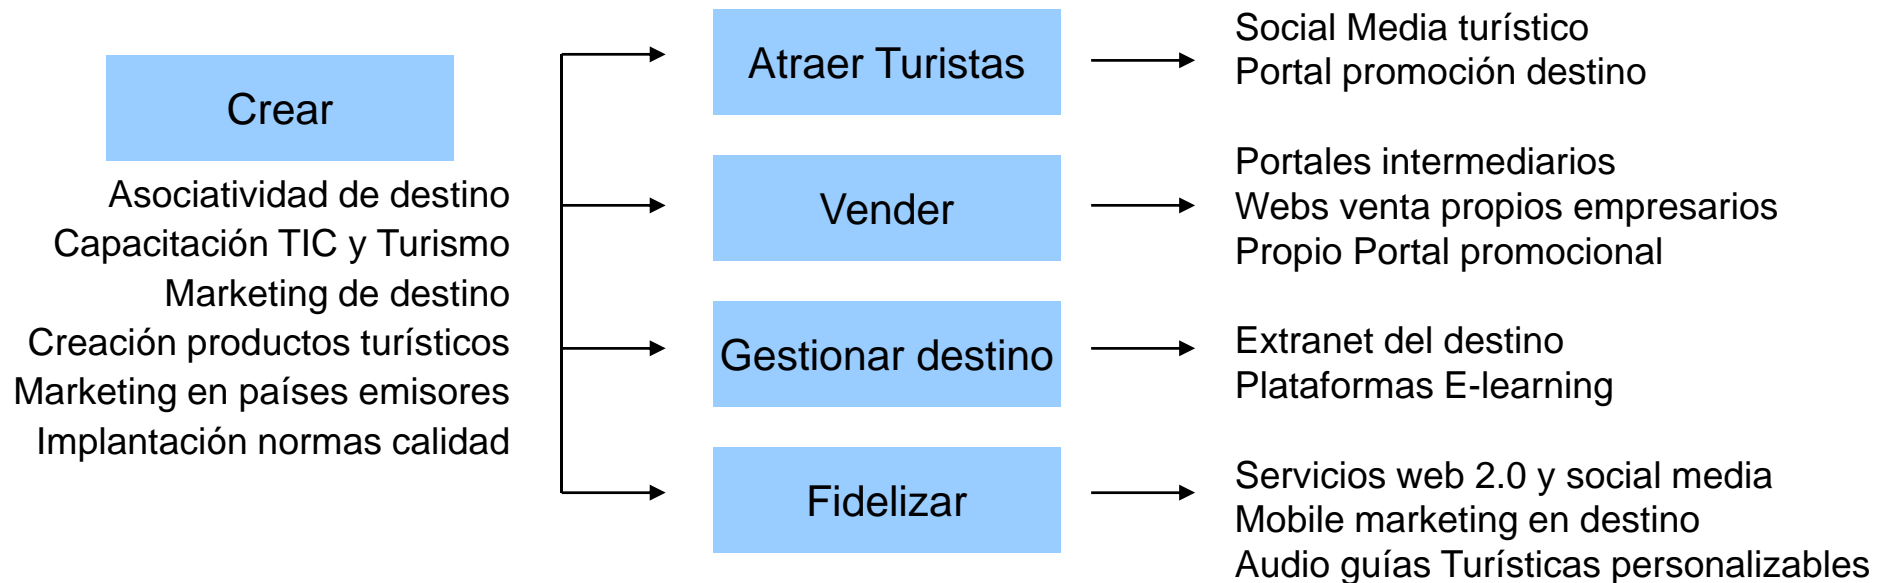 Crear
Asociatividad de destino
Capacitación TIC y Turismo
Marketing de destino
Creación productos turísticos
Marketing en países emisores
Implantación normas calidad
Atraer Turistas
Social Media turístico
Portal promoción destino
Vender
Portales intermediarios
Webs venta propios empresarios
Propio Portal promocional
Gestionar destino
Extranet del destino
Plataformas E-learning
Fidelizar
Servicios web 2.0 y social media
Mobile marketing en destino
Audio guías Turísticas personalizables